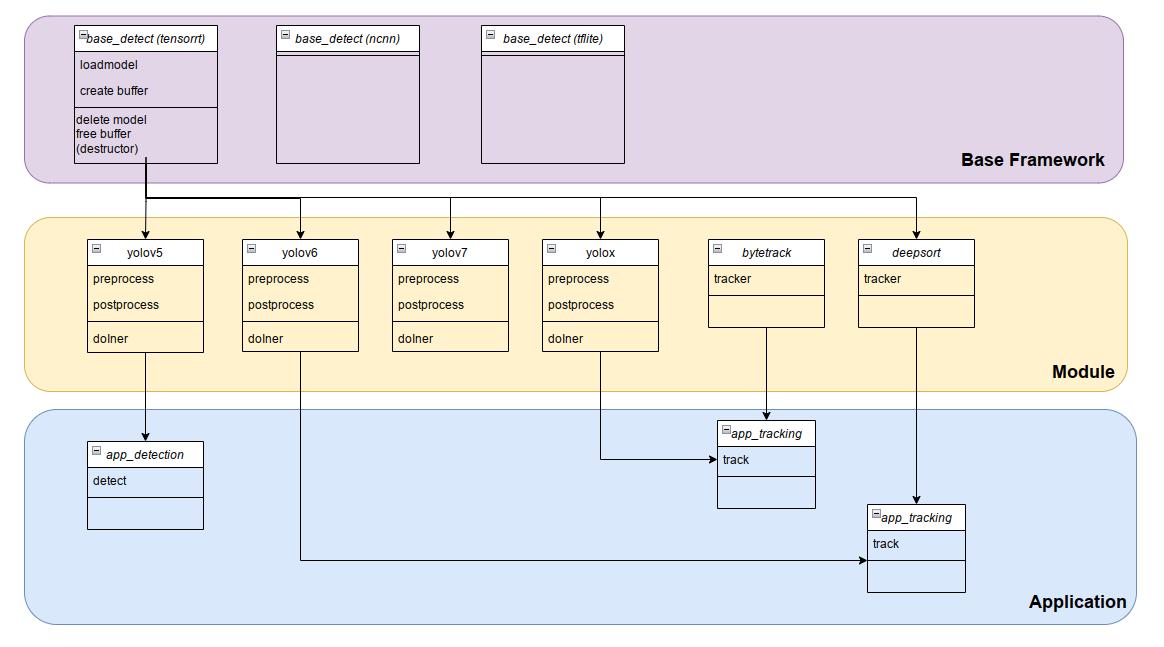 base_detect (tensorrt)
loadmodel
create buffer
delete model
free buffer
(destructor)
base_detect (ncnn)
base_detect (tflite)
Base Framework
yolov5
preprocess
postprocess
doIner
yolov6
preprocess
postprocess
doIner
yolov7
preprocess
postprocess
doIner
yolox
preprocess
postprocess
doIner
bytetrack
tracker
deepsort
tracker
Module
app_detection
detect
app_tracking
track
app_tracking
track
Application